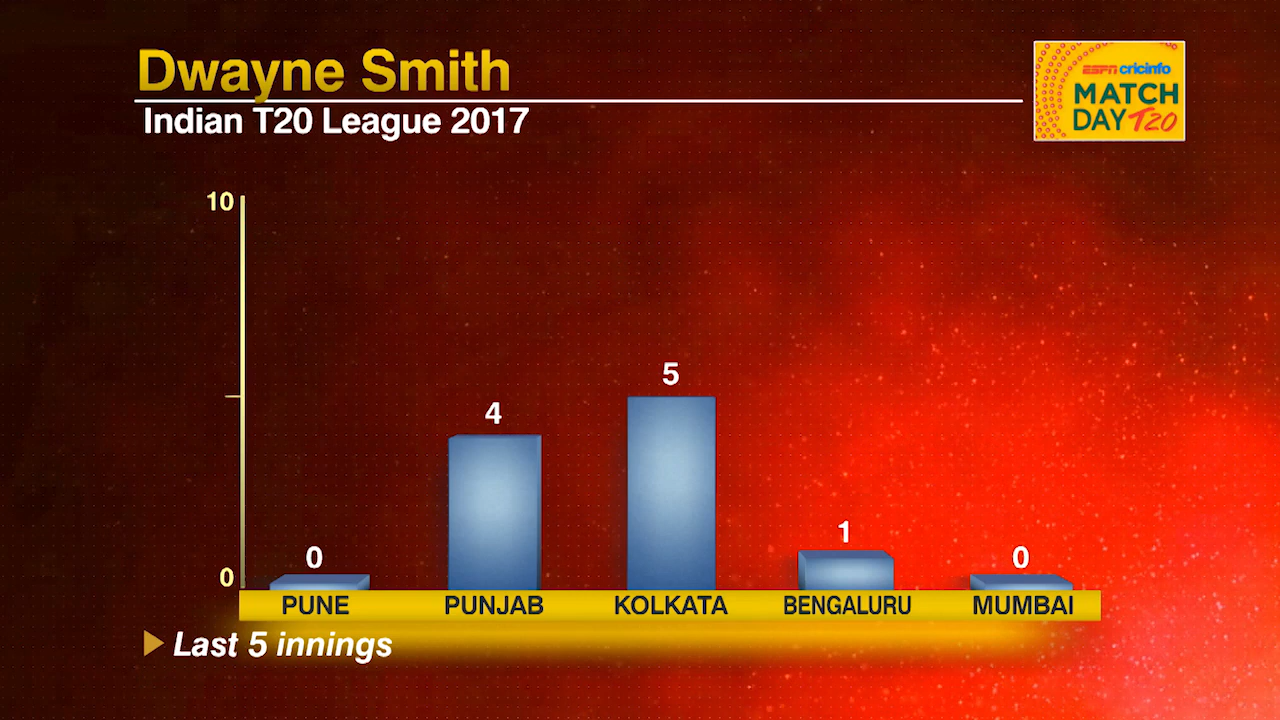 Dwayne Smith
Indian T20 League 2017
ESPN cricinfo
MATCH
DAY T20
10
5
4
1
0
0
0
PUNE PUNJAB KOLKATA BENGALURU MUMBAI
Last 5 innings